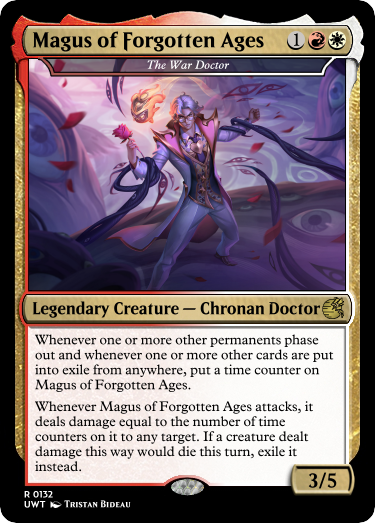 Magus of Forgotten Ages 1
The War Doctor
Legendary Creature — Chronan Doctor
Whenever one or more other permanents phase
out and whenever one or more other cards are put
into exile from anywhere, put a time counter on
Magus of Forgotten Ages.
Whenever Magus of Forgotten Ages attacks, it
deals damage equal to the number of time
counters on it to any target. If a creature dealt
damage this way would die this turn, exile it
instead.
3/5
R 0132
UWT Tristan Bideau